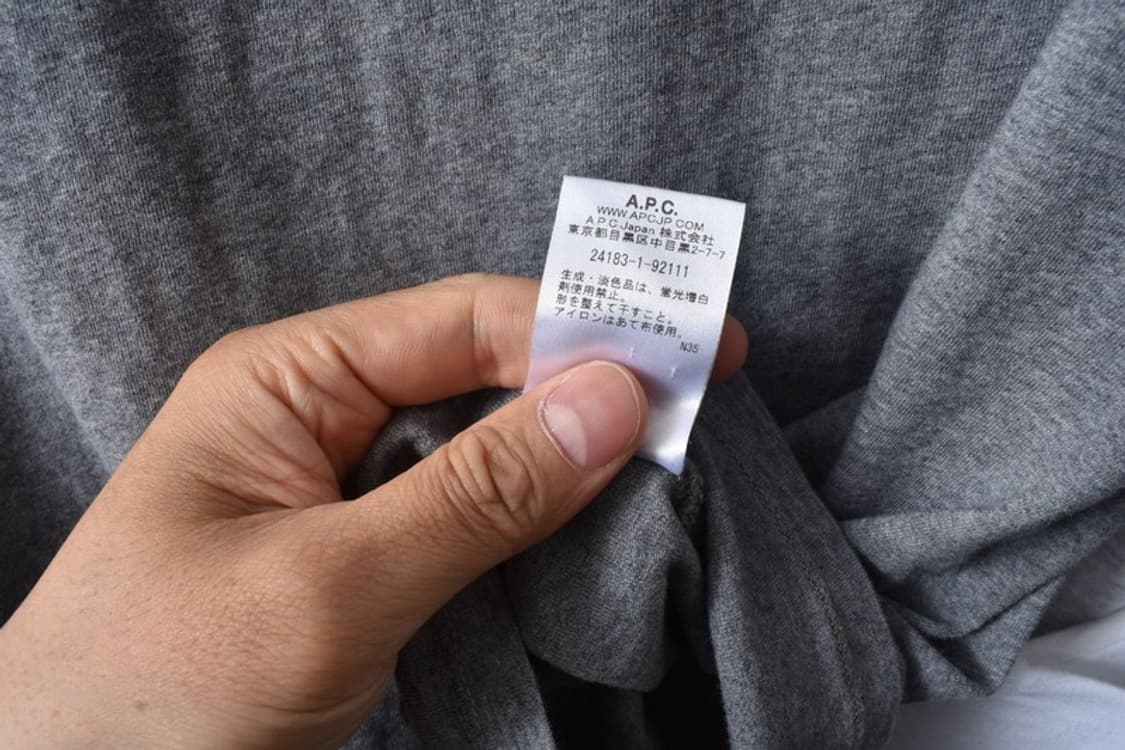 A.P.C.
WWW.APCJP.COM
A.P.C.Japan 株式会社
東京都目黒区中目黒2-7-7
24183-1-92111
生成・淡色品は、蛍光増白
剤使用禁止。
形を整えて干すこと。
アイロンはあて布使用。
N35